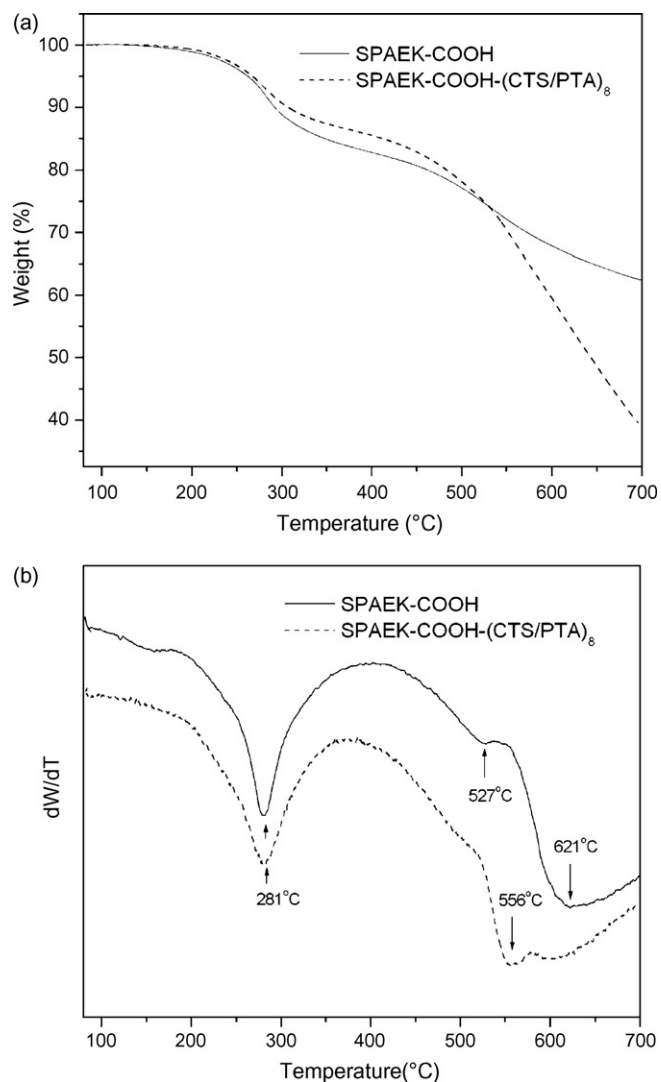 (a)
100
90
80
70
60
50
40
Weight (%)
SPAEK-COOH
SPAEK-COOH-(CTS/PTA)₈
100 200 300 400 500 600 700
Temperature (°C)
(b)
dW/dT
SPAEK-COOH
SPAEK-COOH-(CTS/PTA)₈
527°C
621°C
281°C
556°C
100 200 300 400 500 600 700
Temperature(°C)